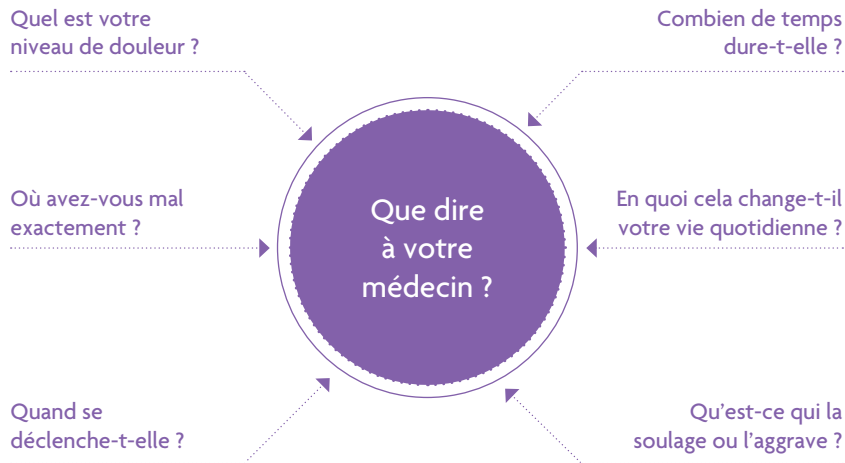 Quel est votre
niveau de douleur ?
Combien de temps
dure-t-elle ?
Où avez-vous mal
exactement ?
Que dire
à votre
médecin ?
En quoi cela change-t-il
votre vie quotidienne ?
Quand se
déclenche-t-elle ?
Qu’est-ce qui la
soulage ou l’aggrave ?